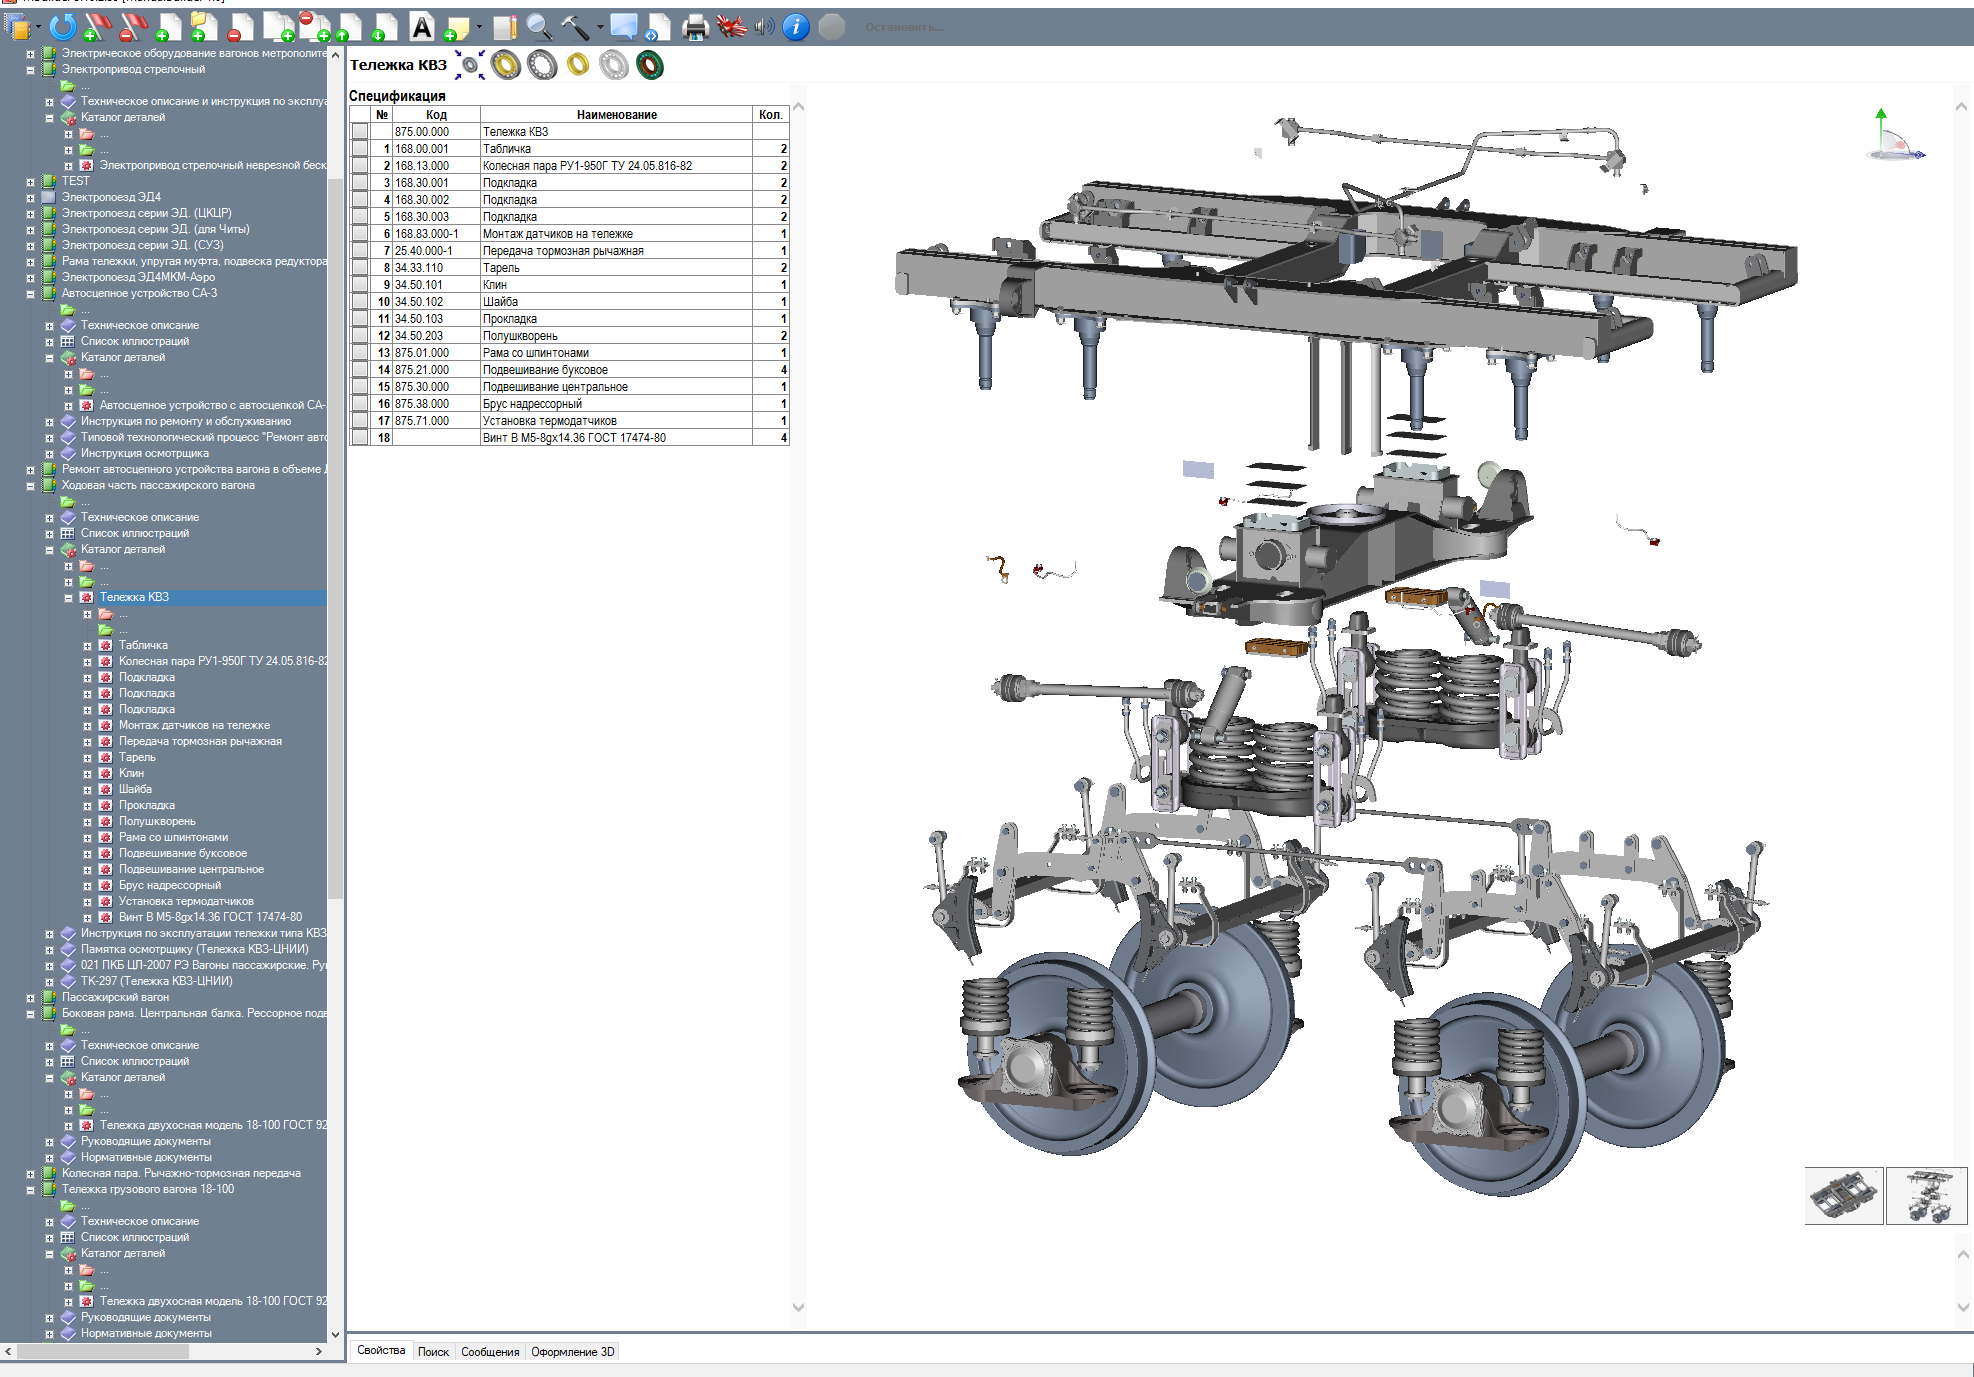 Остановить...
Электрическое оборудование вагонов метрополите
Электропривод стрелочный
...
Техническое описание и инструкция по эксплуа
Каталог деталей
...
...
Электропривод стрелочный неврезной беск
TEST
Электропоезд ЭД4
Электропоезд серии ЭД. (ЦКЦР)
Электропоезд серии ЭД. (для Читы)
Электропоезд серии ЭД. (СУЗ)
Рама тележки, упругая муфта, подвеска редуктора
Электропоезд ЭД4МКМ-Аэро
Автосцепное устройство СА-3
...
Техническое описание
Список иллюстраций
Каталог деталей
...
...
Автосцепное устройство с автосцепкой СА-
Инструкция по ремонту и обслуживанию
Типовой технологический процесс "Ремонт авто
Инструкция осмотрщика
Ремонт автосцепного устройства вагона в объеме Д
Ходовая часть пассажирского вагона
...
Техническое описание
Список иллюстраций
Каталог деталей
...
...
Тележка КВЗ
...
...
Табличка
Колесная пара РУ1-950Г ТУ 24.05.816-82
Подкладка
Подкладка
Подкладка
Монтаж датчиков на тележке
Передача тормозная рычажная
Тарель
Клин
Шайба
Прокладка
Полушкворень
Рама со шпинтонами
Подвешивание буксовое
Подвешивание центральное
Брус надрессорный
Установка термодатчиков
Винт В М5-8gx14.36 ГОСТ 17474-80
Инструкция по эксплуатации тележки типа КВЗ
Памятка осмотрщику (Тележка КВЗ-ЦНИИ)
021 ПКБ ЦЛ-2007 РЭ Вагоны пассажирские. Ру
ТК-297 (Тележка КВЗ-ЦНИИ)
Пассажирский вагон
Боковая рама. Центральная балка. Рессорное подв
...
Техническое описание
Список иллюстраций
Каталог деталей
...
...
Тележка двухосная модель 18-100 ГОСТ 92
Руководящие документы
Нормативные документы
Колесная пара. Рычажно-тормозная передача
Тележка грузового вагона 18-100
...
Техническое описание
Список иллюстраций
Каталог деталей
...
...
Тележка двухосная модель 18-100 ГОСТ 92
Руководящие документы
Нормативные документы
Тележка КВЗ
Спецификация
№ Код Наименование Кол.
875.00.000 Тележка КВЗ
1 168.00.001 Табличка 2
2 168.13.000 Колесная пара РУ1-950Г ТУ 24.05.816-82 2
3 168.30.001 Подкладка 2
4 168.30.002 Подкладка 2
5 168.30.003 Подкладка 2
6 168.83.000-1 Монтаж датчиков на тележке 1
7 25.40.000-1 Передача тормозная рычажная 1
8 34.33.110 Тарель 2
9 34.50.101 Клин 1
10 34.50.102 Шайба 1
11 34.50.103 Прокладка 1
12 34.50.203 Полушкворень 2
13 875.01.000 Рама со шпинтонами 1
14 875.21.000 Подвешивание буксовое 4
15 875.30.000 Подвешивание центральное 1
16 875.38.000 Брус надрессорный 1
17 875.71.000 Установка термодатчиков 1
18 Винт В М5-8gx14.36 ГОСТ 17474-80 4
Свойства Поиск Сообщения Оформление 3D